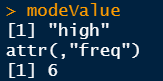 > modeValue
[1] "high"
attr(,"freq")
[1] 6